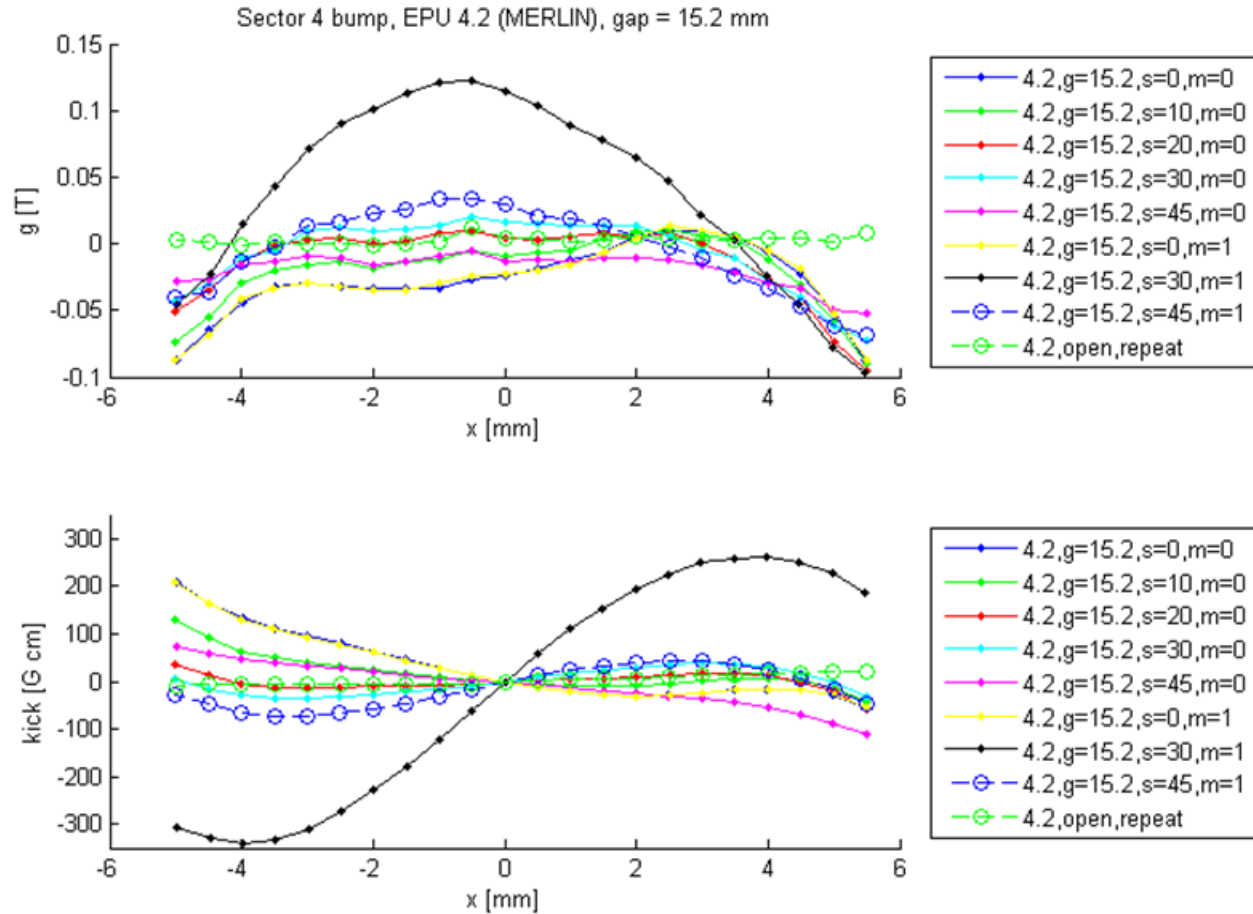 Sector 4 bump, EPU 4.2 (MERLIN), gap = 15.2 mm
0.15
0.1
0.05
0
-0.05
-0.1
g [T]
-6 -4 -2 0 2 4 6
x [mm]
4.2,g=15.2,s=0,m=0
4.2,g=15.2,s=10,m=0
4.2,g=15.2,s=20,m=0
4.2,g=15.2,s=30,m=0
4.2,g=15.2,s=45,m=0
4.2,g=15.2,s=0,m=1
4.2,g=15.2,s=30,m=1
4.2,g=15.2,s=45,m=1
4.2,open,repeat
300
200
100
0
-100
-200
-300
kick [G cm]
-6 -4 -2 0 2 4 6
x [mm]
4.2,g=15.2,s=0,m=0
4.2,g=15.2,s=10,m=0
4.2,g=15.2,s=20,m=0
4.2,g=15.2,s=30,m=0
4.2,g=15.2,s=45,m=0
4.2,g=15.2,s=0,m=1
4.2,g=15.2,s=30,m=1
4.2,g=15.2,s=45,m=1
4.2,open,repeat